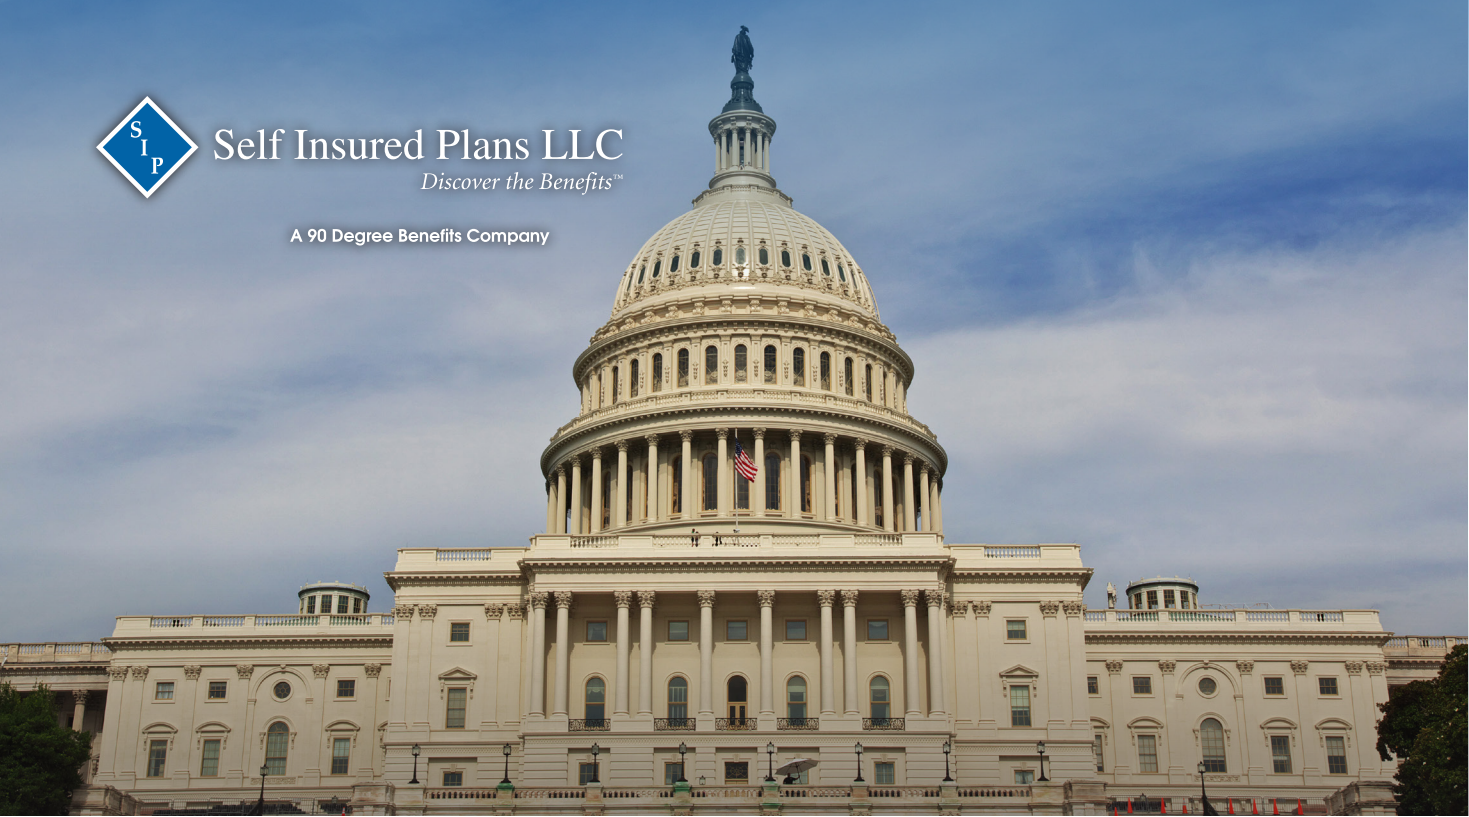 S
I
P
Self Insured Plans LLC
Discover the Benefits™
A 90 Degree Benefits Company